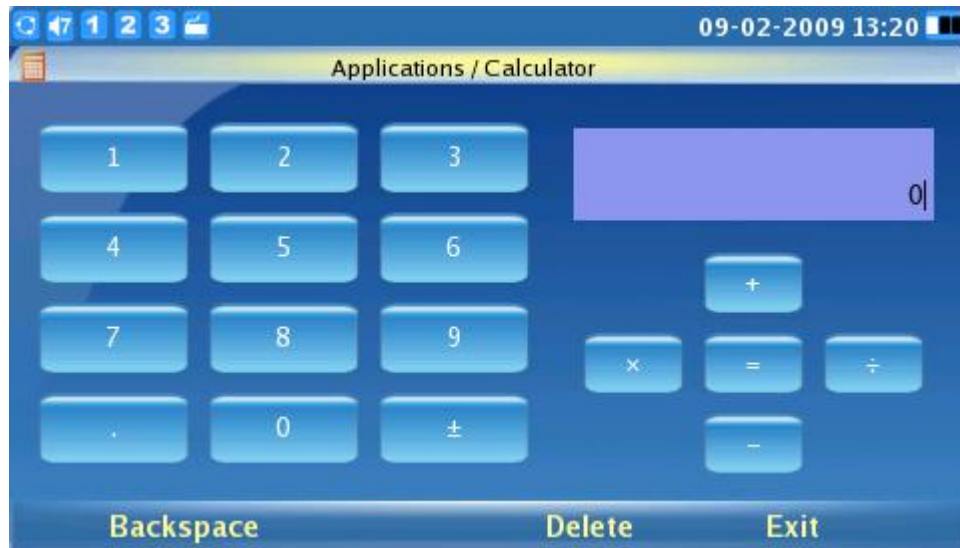 7 1 2 3 09-02-2009 13:20
Applications / Calculator
1 2 3
0
4 5 6
+
7 8 9
× = ÷
. 0 ±
−
Backspace Delete Exit